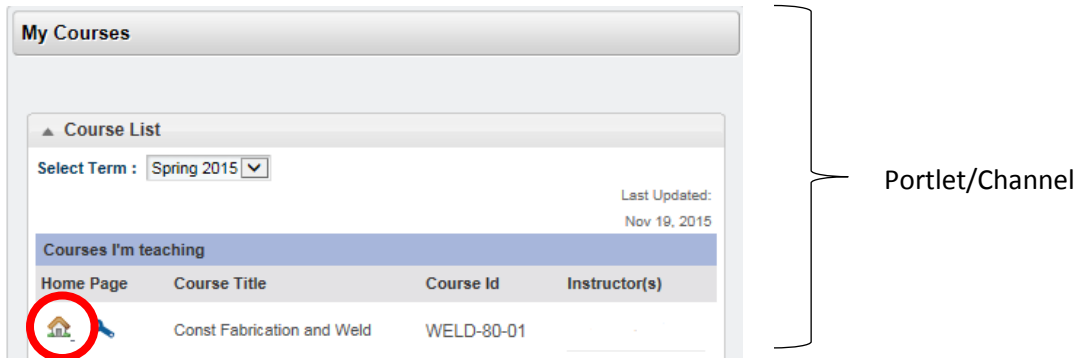 My Courses
Course List
Select Term : Spring 2015
Last Updated:
Nov 19, 2015
Portlet/Channel
Courses I'm teaching
Home Page Course Title Course Id Instructor(s)
Const Fabrication and Weld WELD-80-01